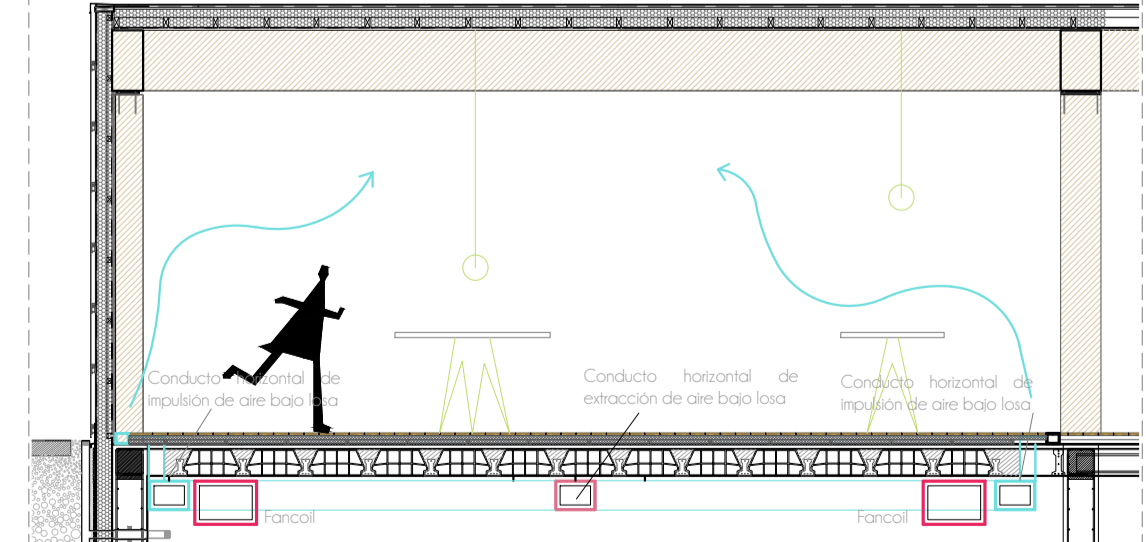 Conducto horizontal de
impulsión de aire bajo losa
Conducto horizontal de
extracción de aire bajo losa
Conducto horizontal de
impulsión de aire bajo losa
Fancoil
Fancoil